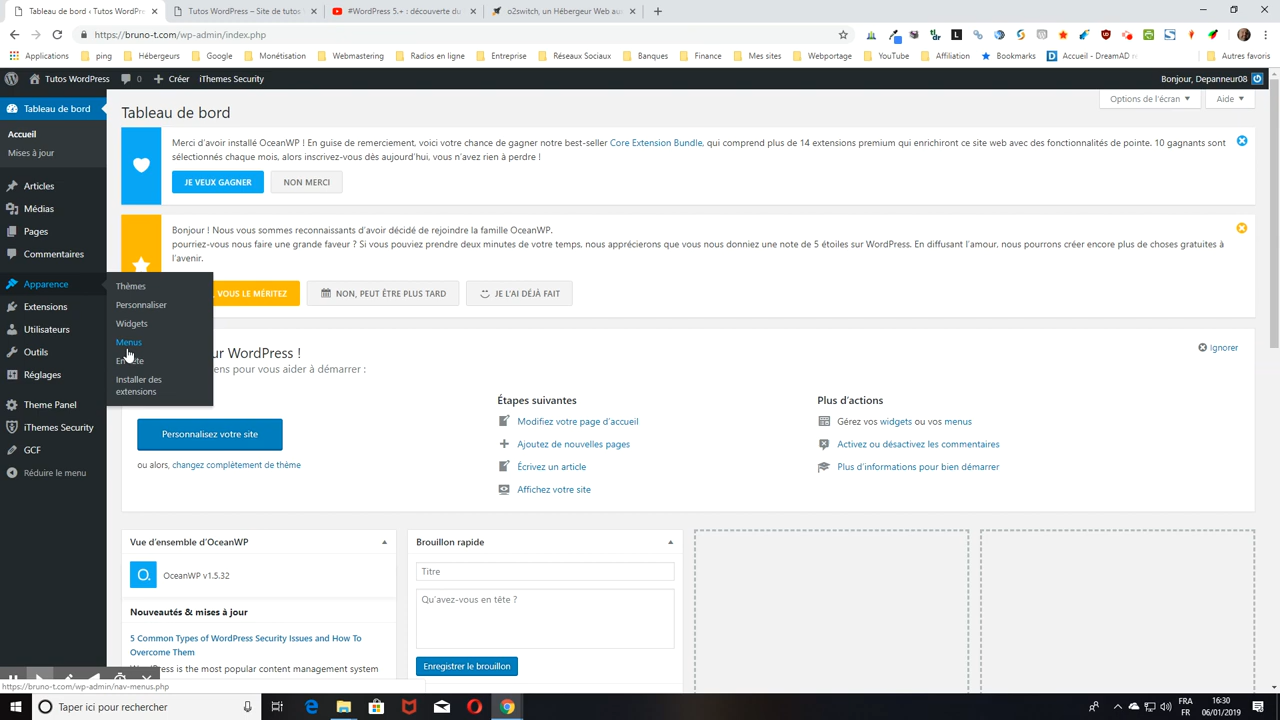 Tableau de bord ‹ Tutos WordPre
Tutos WordPress – Site de tutos
#WordPress 5.+ : découverte du
o2switch, un Hébergeur Web au
https://bruno-t.com/wp-admin/index.php
Applications
ping
Hébergeurs
Google
Monétisation
Webmastering
Radios en ligne
Entreprise
Réseaux Sociaux
Banques
Finance
Mes sites
Webportage
YouTube
Affiliation
Bookmarks
Accueil - DreamAD re
Autres favoris
Tutos WordPress
0
Créer
iThemes Security
Bonjour, Depanneur08
Tableau de bord
Accueil
Mises à jour
Articles
Médias
Pages
Commentaires
Apparence
Extensions
Utilisateurs
Outils
Réglages
Theme Panel
iThemes Security
GCF
Réduire le menu
Thèmes
Personnaliser
Widgets
Menus
Installer des
extensions
Options de l'écran
Aide
Tableau de bord
Merci d'avoir installé OceanWP ! En guise de remerciement, voici votre chance de gagner notre best-seller Core Extension Bundle, qui comprend plus de 14 extensions premium qui enrichiront ce site web avec des fonctionnalités de pointe. 10 gagnants sont
sélectionnés chaque mois, alors inscrivez-vous dès aujourd'hui, vous n'avez rien à perdre !
JE VEUX GAGNER
NON MERCI
Bonjour ! Nous vous sommes reconnaissants d'avoir décidé de rejoindre la famille OceanWP.
pourriez-vous nous faire une grande faveur ? Si vous pouviez prendre deux minutes de votre temps, nous apprécierons que vous nous donniez une note de 5 étoiles sur WordPress. En diffusant l'amour, nous pourrons créer encore plus de choses gratuites à
l'avenir.
VOUS LE MÉRITEZ
NON, PEUT ÊTRE PLUS TARD
JE L'AI DÉJÀ FAIT
ur WordPress !
ens pour vous aider à démarrer :
Ignorer
Personnalisez votre site
ou alors, changez complètement de thème
Étapes suivantes
Modifiez votre page d'accueil
Ajoutez de nouvelles pages
Écrivez un article
Affichez votre site
Plus d'actions
Gérez vos widgets ou vos menus
Activez ou désactivez les commentaires
Plus d'informations pour bien démarrer
Vue d'ensemble d'OceanWP
O.
OceanWP v1.5.32
Nouveautés & mises à jour
5 Common Types of WordPress Security Issues and How To
Overcome Them
WordPress is the most popular content management system
Brouillon rapide
Titre
Qu'avez-vous en tête ?
Enregistrer le brouillon
https://bruno-t.com/wp-admin/nav-menus.php
Taper ici pour rechercher
FRA
FR
16:30
06/01/2019